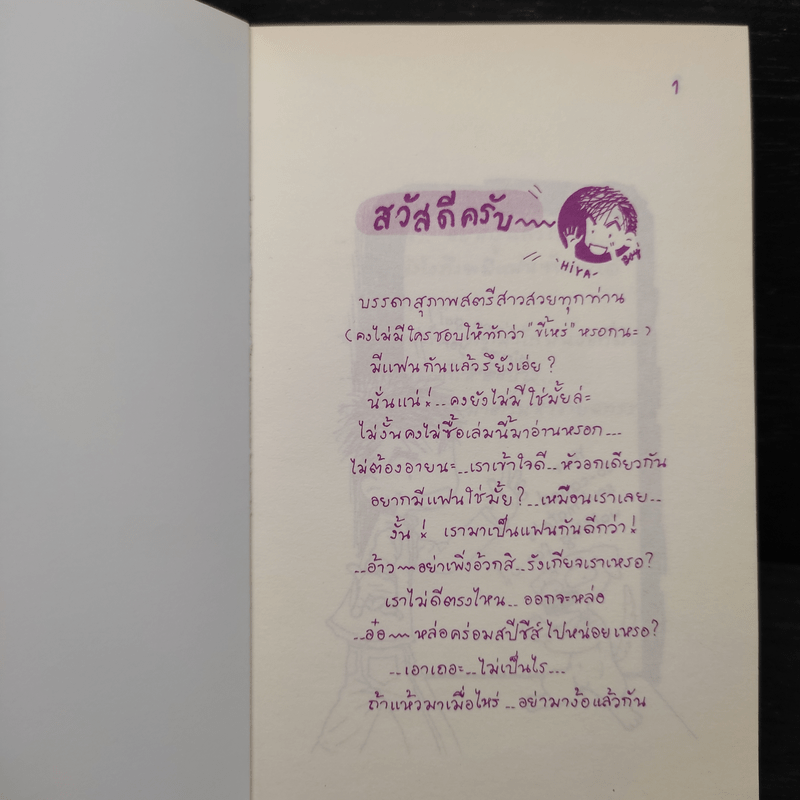 1
สวัสดีครับ~~~
HIYA~
บรรดาสุภาพสตรีสาวสวยทุกท่าน
(คงไม่มีใครชอบให้ทักว่า "ขี้เหร่" หรอกนะ)
มีแฟนกันแล้วรึยังเอ่ย?
นั่นแน่!...คงยังไม่มีใช่มั้ยล่ะ
ไม่งั้นคงไม่ซื้อเล่มนี้มาอ่านหรอก...
ไม่ต้องอายนะ...เราเข้าใจดี...หัวอกเดียวกัน
อยากมีแฟนใช่มั้ย?...เหมือนเราเลย...
งั้น! เรามาเป็นแฟนกันดีกว่า!
...อ้าว~~~อย่าเพิ่งอ้วกสิ...รังเกียจเราเหรอ?
เราไม่ดีตรงไหน...ออกจะหล่อ
...อ๋อ~~~หล่อคร่อมสปีชีส์ไปหน่อยเหรอ?
...เอาเถอะ...ไม่เป็นไร...
ถ้าแห้วมาเมื่อไหร่...อย่ามาง้อแล้วกัน